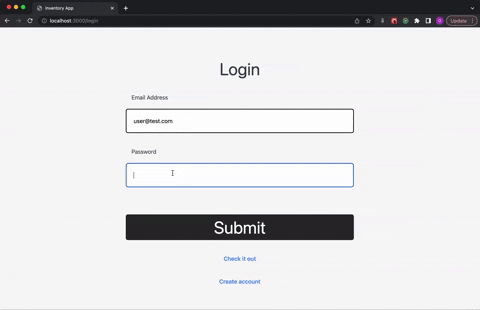 Inventory App
localhost:3000/login
Update
Login
Email Address
user@test.com
Password
Submit
Check it out
Create account